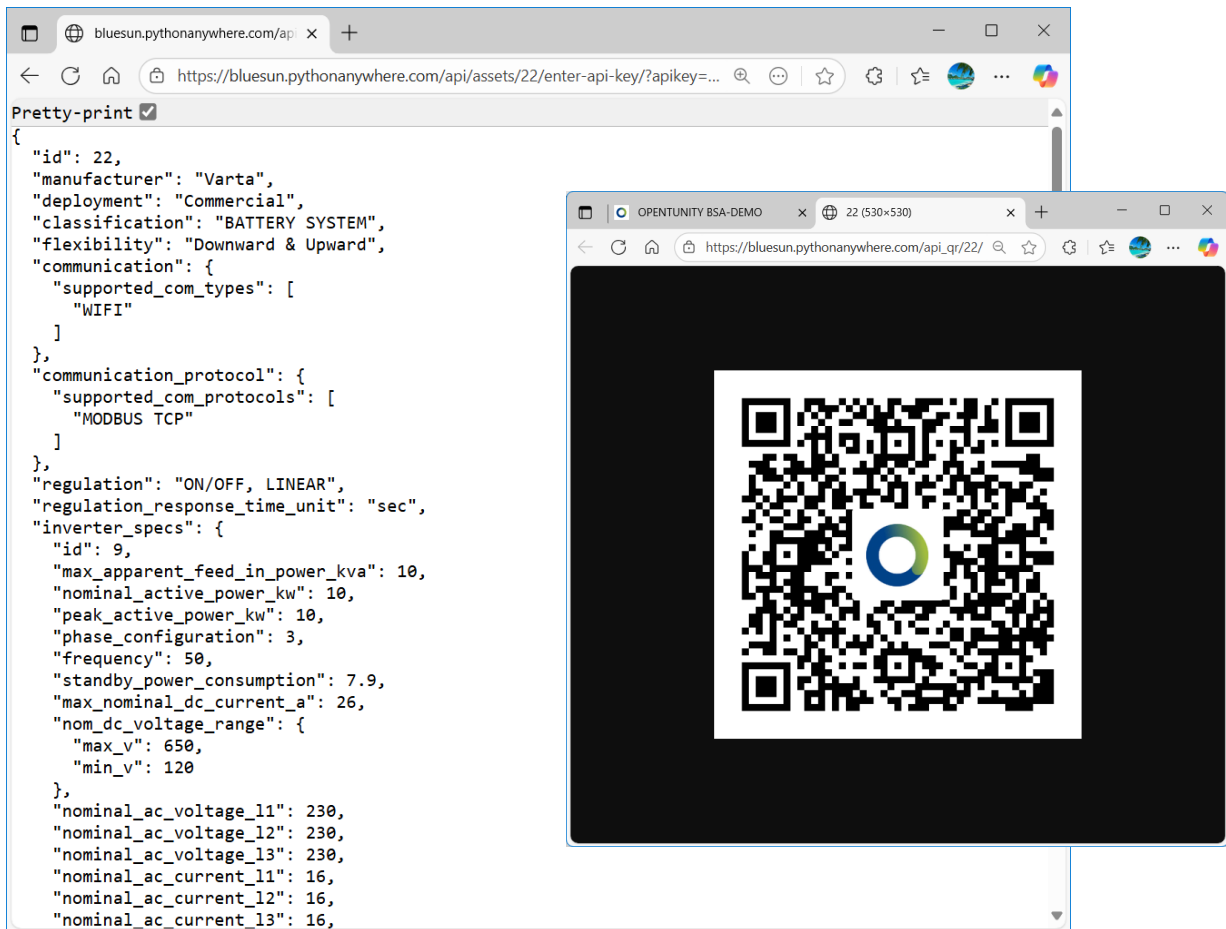 bluesun.pythonanywhere.com/api
https://bluesun.pythonanywhere.com/api/assets/22/enter-api-key/?apikey=...
Pretty-print
{
"id": 22,
"manufacturer": "Varta",
"deployment": "Commercial",
"classification": "BATTERY SYSTEM",
"flexibility": "Downward & Upward",
"communication": {
"supported_com_types": [
"WIFI"
]
},
"communication_protocol": {
"supported_com_protocols": [
"MODBUS TCP"
]
},
"regulation": "ON/OFF, LINEAR",
"regulation_response_time_unit": "sec",
"inverter_specs": {
"id": 9,
"max_apparent_feed_in_power_kva": 10,
"nominal_active_power_kw": 10,
"peak_active_power_kw": 10,
"phase_configuration": 3,
"frequency": 50,
"standby_power_consumption": 7.9,
"max_nominal_dc_current_a": 26,
"nom_dc_voltage_range": {
"max_v": 650,
"min_v": 120
},
"nominal_ac_voltage_l1": 230,
"nominal_ac_voltage_l2": 230,
"nominal_ac_voltage_l3": 230,
"nominal_ac_current_l1": 16,
"nominal_ac_current_l2": 16,
"nominal_ac_current_l3": 16,
OPENTUNITY BSA-DEMO
22 (530×530)
https://bluesun.pythonanywhere.com/api_qr/22/